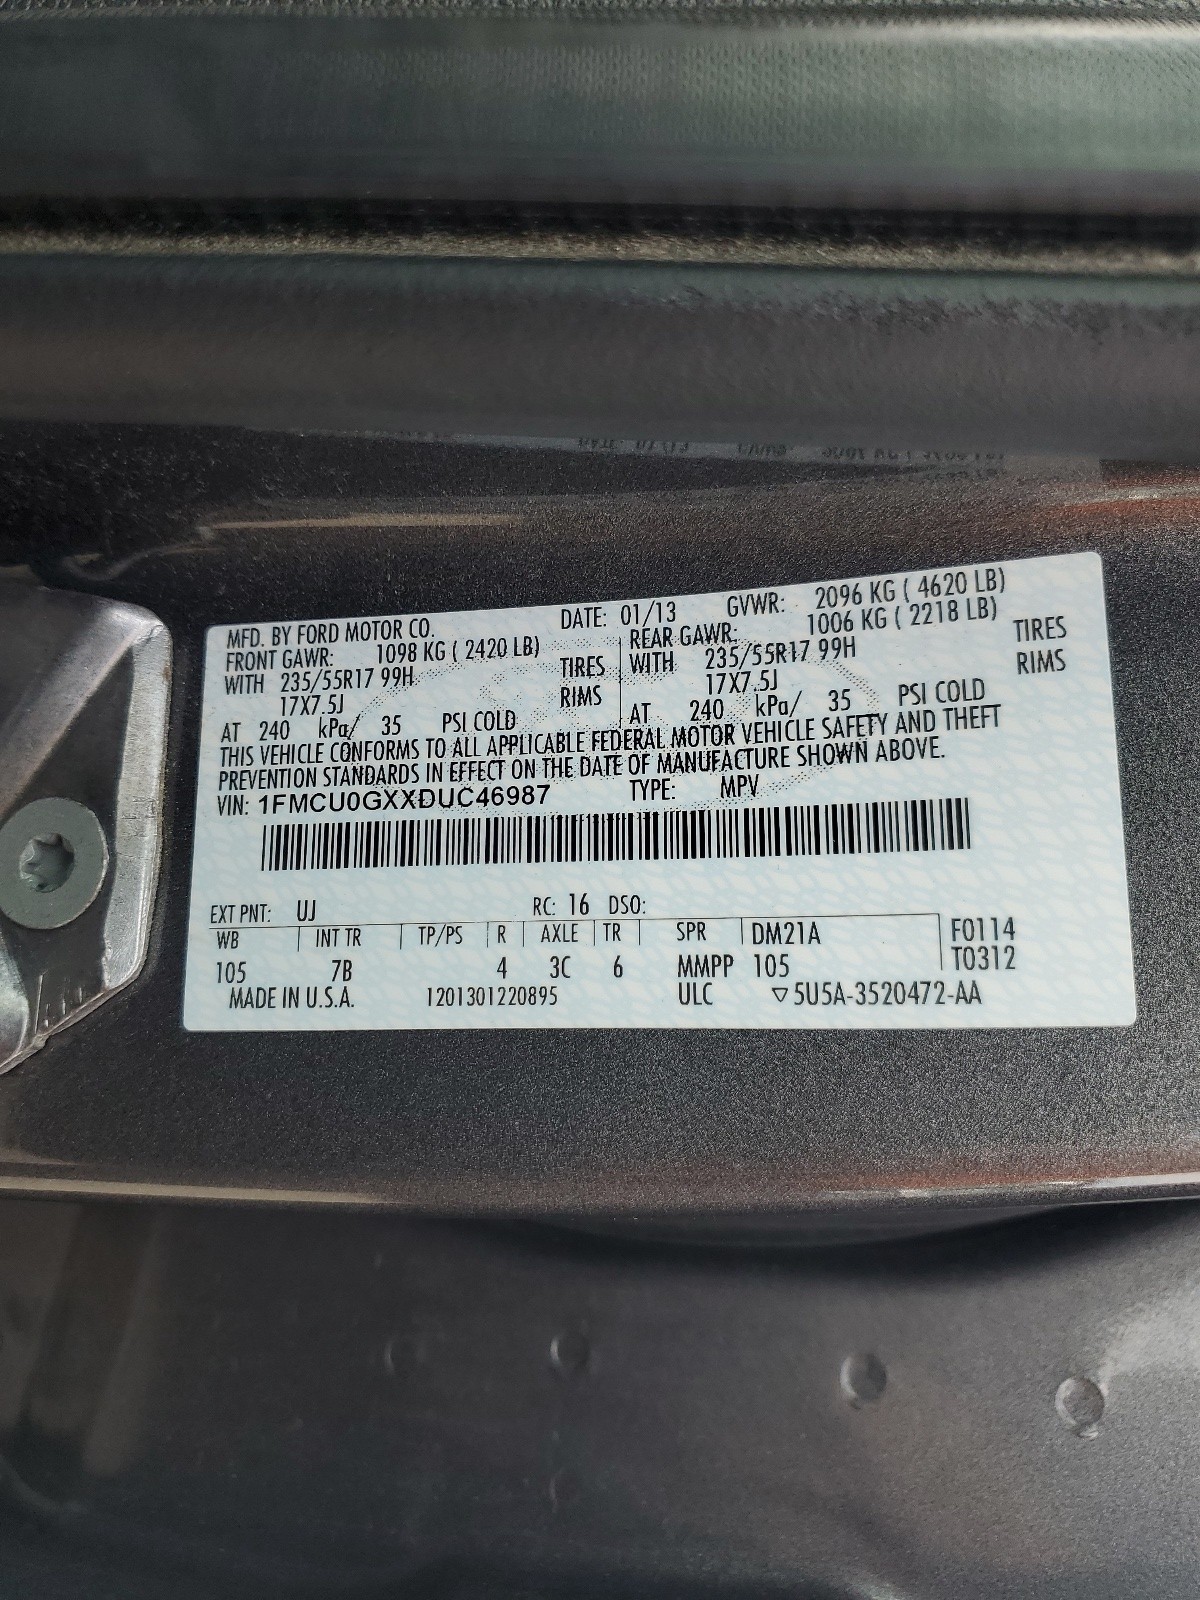 MFD. BY FORD MOTOR CO. DATE: 01/13 GVWR: 2096 KG ( 4620 LB)
FRONT GAWR: 1098 KG ( 2420 LB) REAR GAWR: 1006 KG ( 2218 LB)
WITH 235/55R17 99H TIRES WITH 235/55R17 99H TIRES
17X7.5J RIMS 17X7.5J RIMS
AT 240 kPa/ 35 PSI COLD AT 240 kPa/ 35 PSI COLD
THIS VEHICLE CONFORMS TO ALL APPLICABLE FEDERAL MOTOR VEHICLE SAFETY AND THEFT
PREVENTION STANDARDS IN EFFECT ON THE DATE OF MANUFACTURE SHOWN ABOVE.
VIN: 1FMCU0GXXDUC46987 TYPE: MPV
EXT PNT: UJ RC: 16 DSO:
WB INT TR TP/PS R AXLE TR SPR DM21A F0114
105 7B 4 3C 6 MMPP 105 T0312
MADE IN U.S.A. 1201301220895 ULC ▽5U5A-3520472-AA